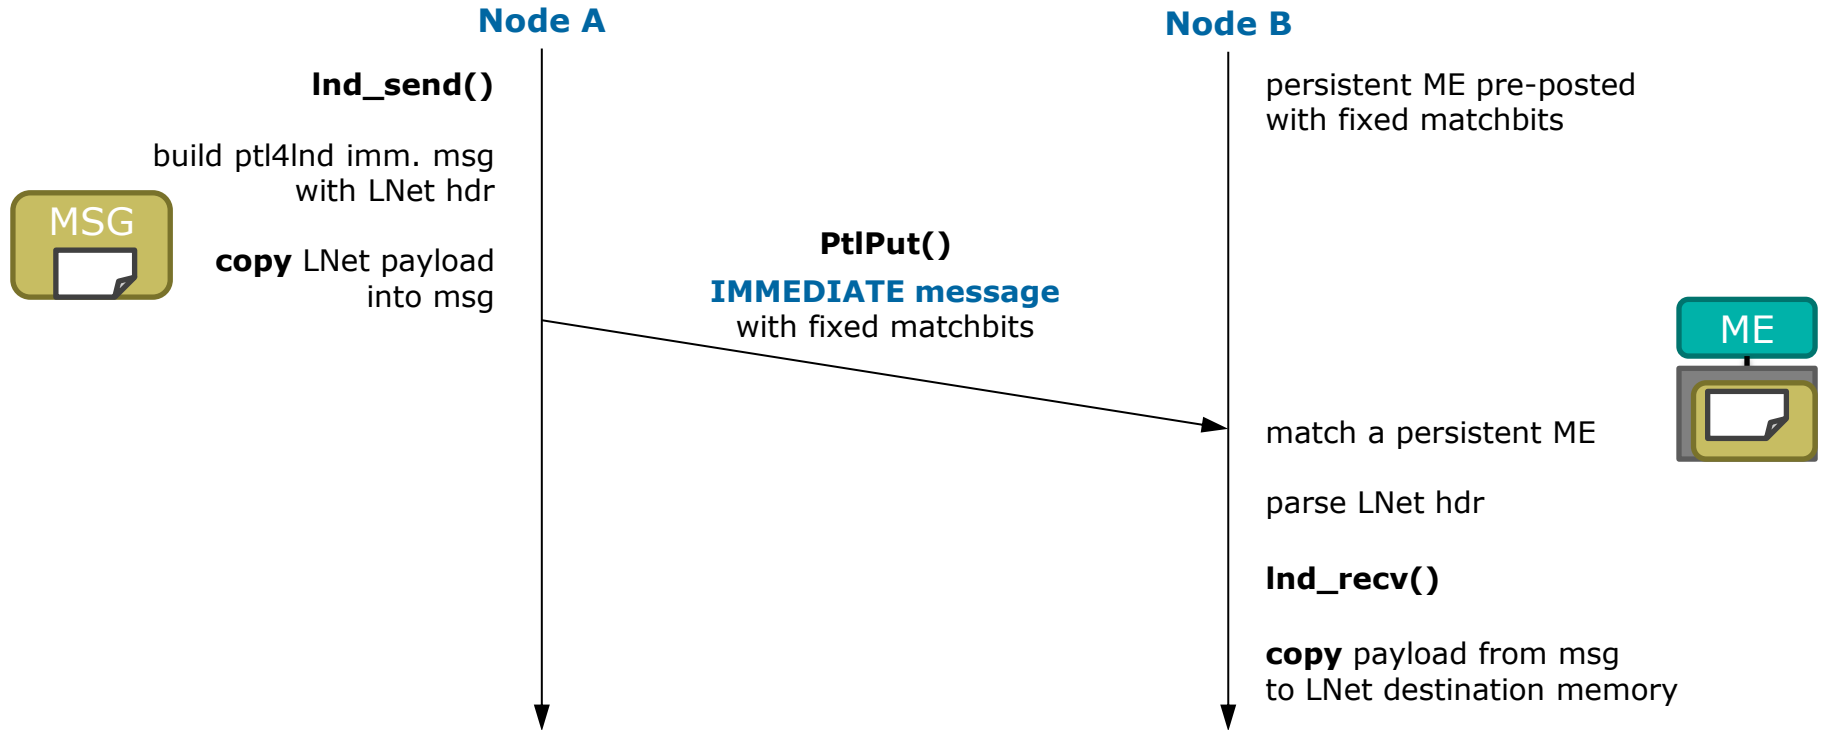 Node A
Node B
lnd_send()
build ptl4lnd imm. msg
with LNet hdr
MSG
copy LNet payload
into msg
PtlPut()
IMMEDIATE message
with fixed matchbits
persistent ME pre-posted
with fixed matchbits
ME
match a persistent ME
parse LNet hdr
lnd_recv()
copy payload from msg
to LNet destination memory